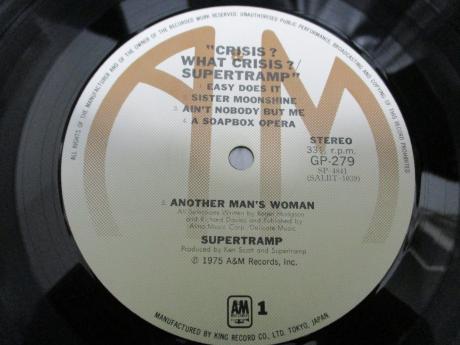 ALL RIGHTS OF THE MANUFACTURER AND OF THE OWNER OF THE RECORDED WORK RESERVED. UNAUTHORISED PUBLIC PERFORMANCE, BROADCASTING AND COPYING OF THIS RECORD PROHIBITED
"CRISIS?
WHAT CRISIS?/
SUPERTRAMP"
1. EASY DOES IT
2. SISTER MOONSHINE
3. AIN'T NOBODY BUT ME
4. A SOAPBOX OPERA
STEREO
33⅓ r.p.m.
GP-279
SP-4841
(SALBT-1039)
5. ANOTHER MAN'S WOMAN
All Selections Written by Roger Hodgson
and Richard Davies and Published by
Almo Music Corp./Delicate Music
SUPERTRAMP
Produced by Ken Scott and Supertramp
℗ 1975 A&M Records, Inc.
A&M
RECORDS
1
MANUFACTURED BY KING RECORD CO., LTD. TOKYO, JAPAN